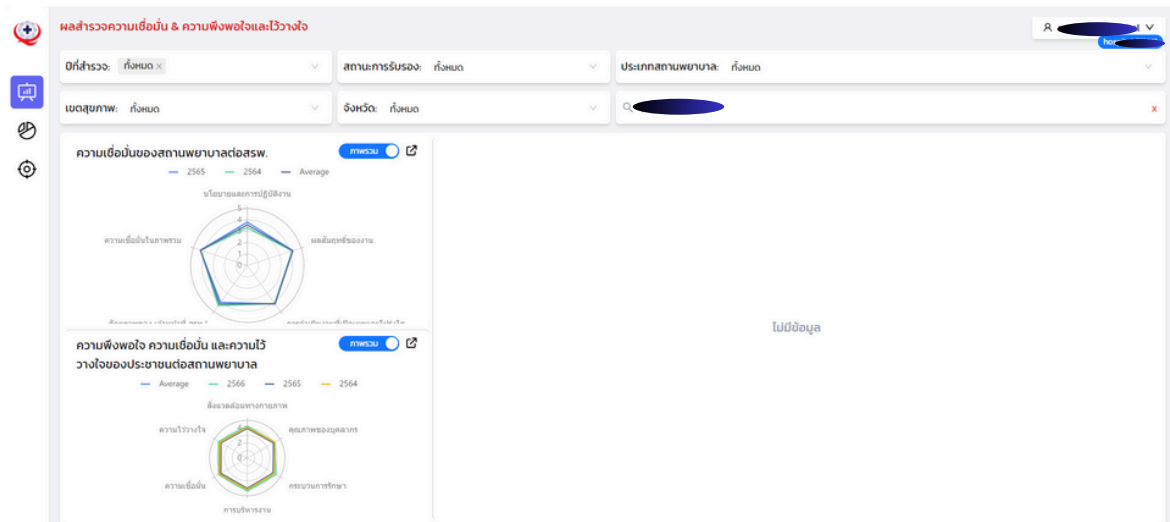 ผลสำรวจความเชื่อมั่น & ความพึงพอใจและไว้วางใจ
ปีที่สำรวจ: ทั้งหมด ×
สถานะการรับรอง: ทั้งหมด
ประเภทสถานพยาบาล: ทั้งหมด
เขตสุขภาพ: ทั้งหมด
จังหวัด: ทั้งหมด
x
ความเชื่อมั่นของสถานพยาบาลต่อสรพ.
ภาพรวม
2565 2564 Average
นโยบายและการปฏิบัติงาน
5
4
2
1
0
ความเชื่อมั่นในภาพรวม
ผลสัมฤทธิ์ของงาน
ไม่มีข้อมูล
ความพึงพอใจ ความเชื่อมั่น และความไว้
วางใจของประชาชนต่อสถานพยาบาล
ภาพรวม
Average 2566 2565 2564
สิ่งแวดล้อมทางกายภาพ
ความไว้วางใจ
คุณภาพของบุคลากร
4
2
0
ความเชื่อมั่น
กระบวนการรักษา
การบริหารงาน